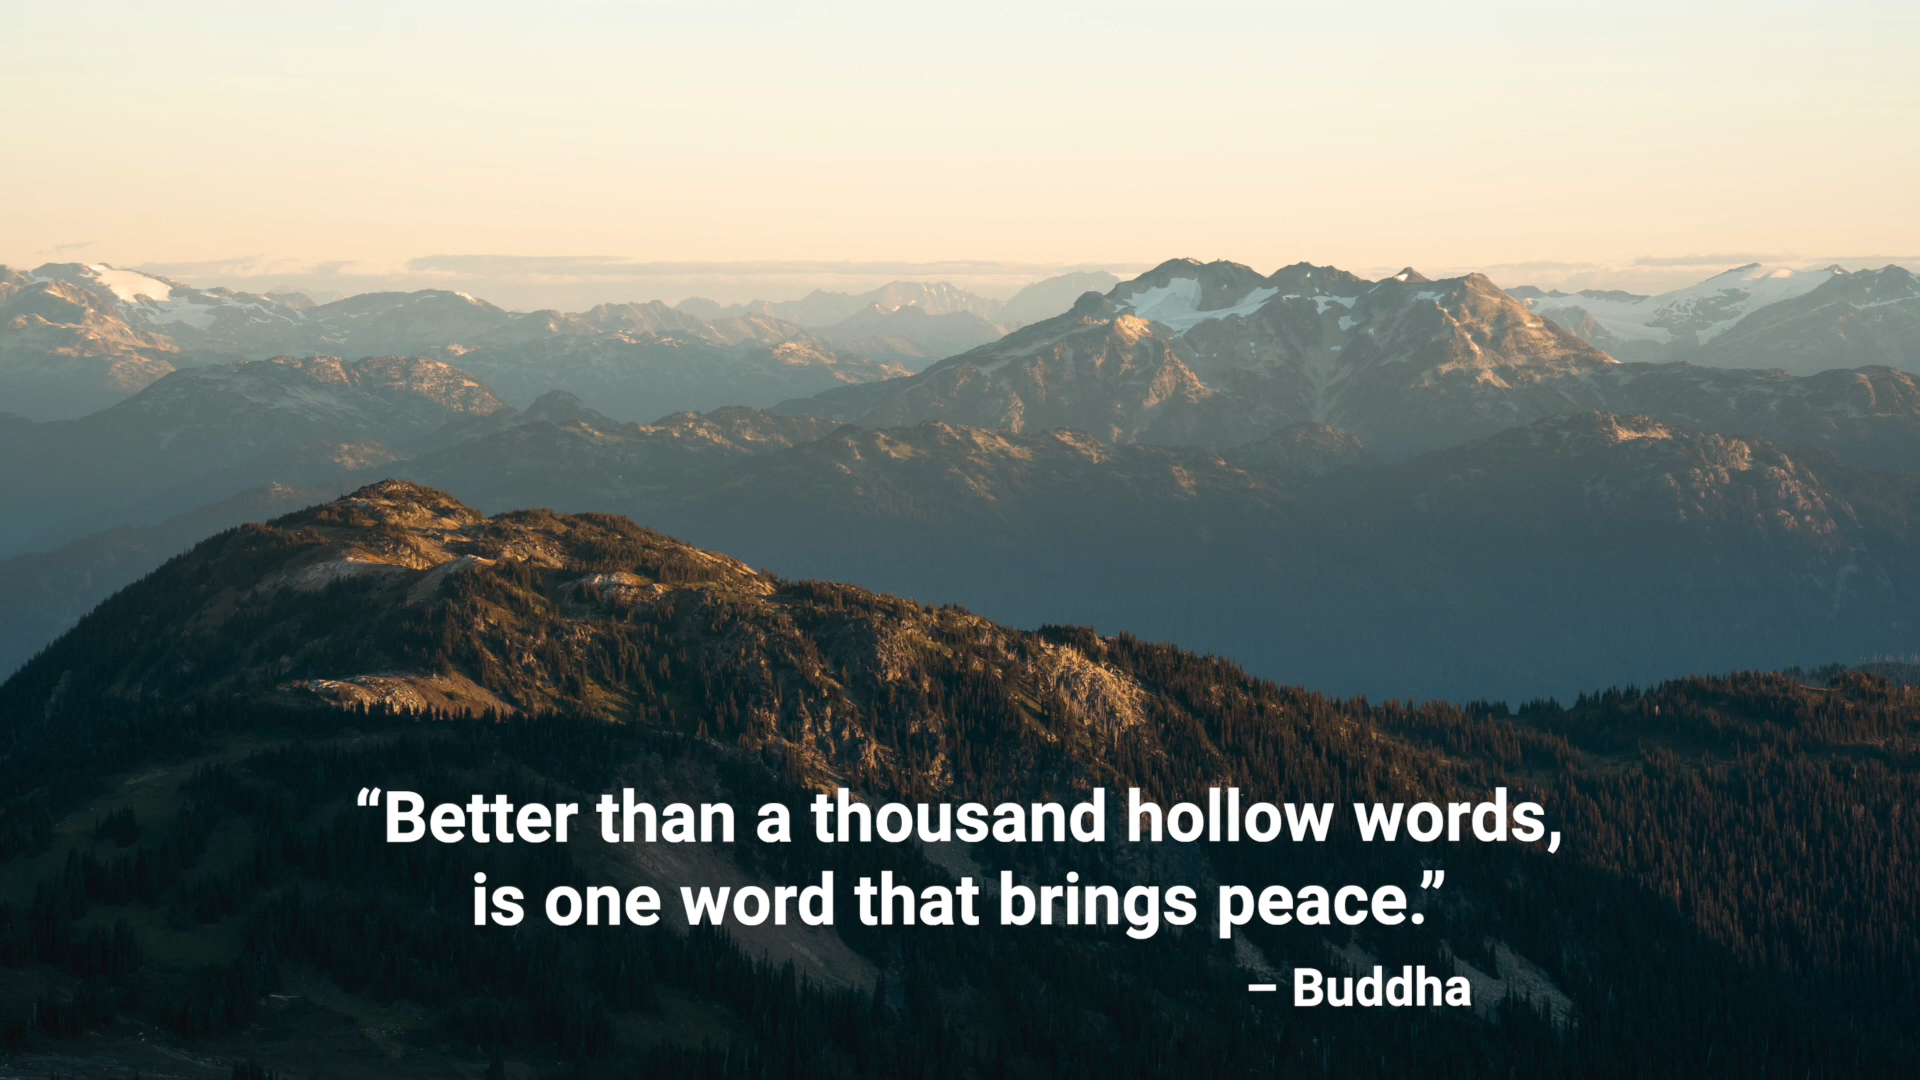 “Better than a thousand hollow words,
is one word that brings peace.”
– Buddha